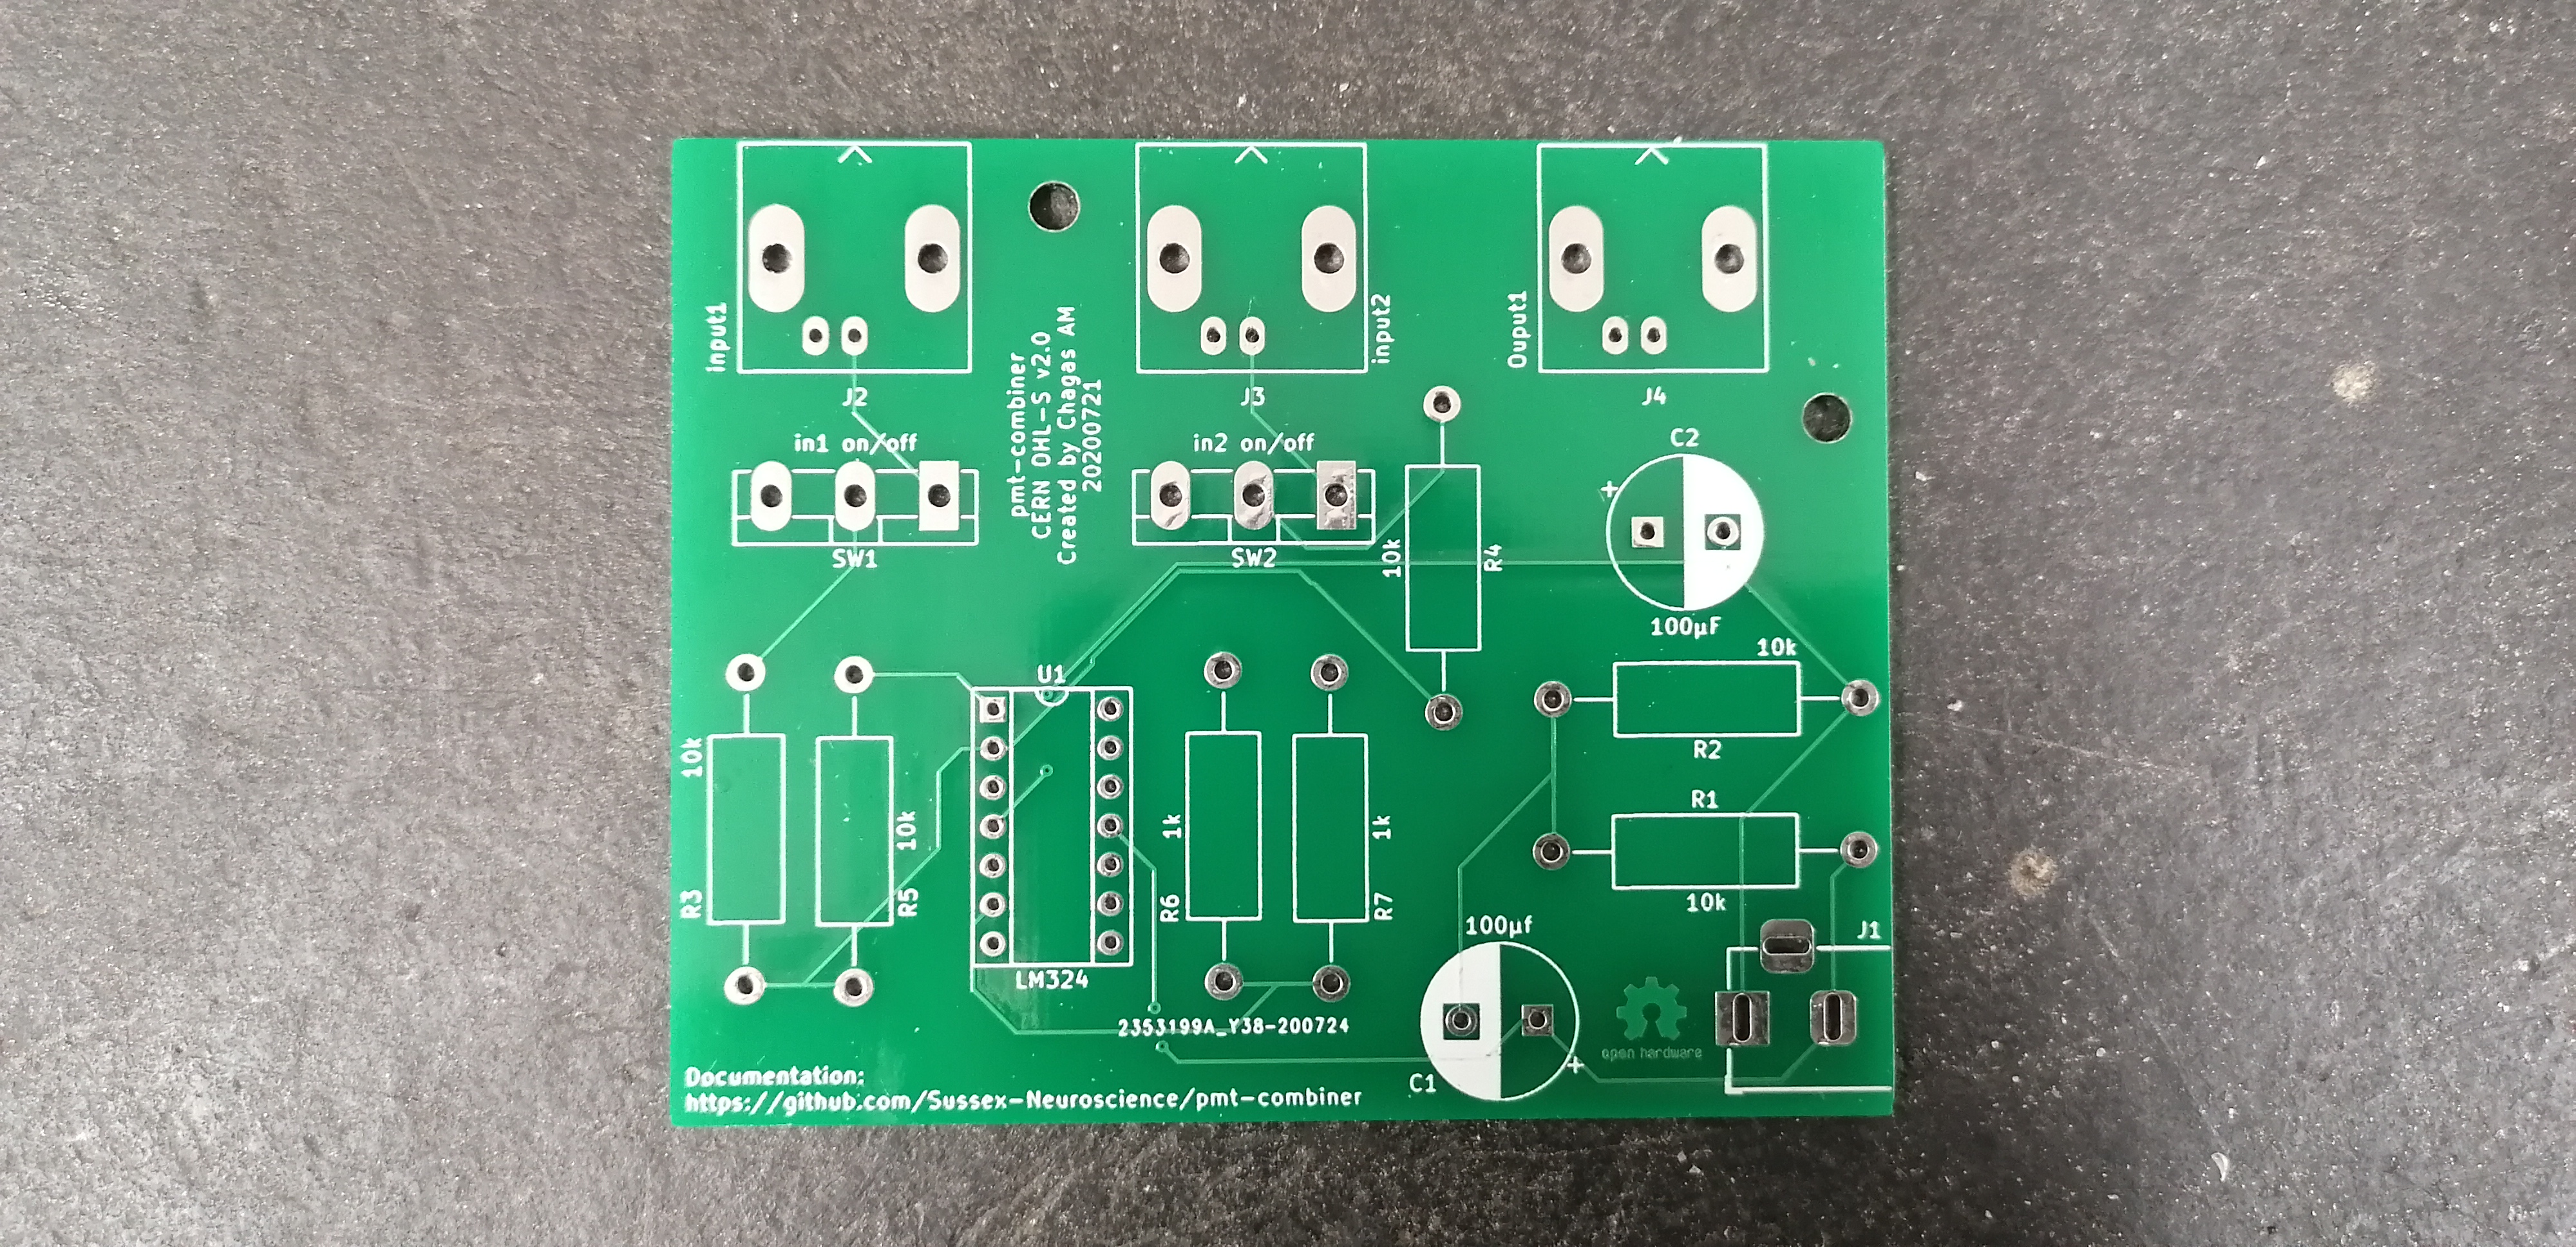 Input1
J2
in1 on/off
SW1
pmt-combiner
CERN OHL-S v2.0
Created by Chagas AM
20200721
input2
J3
in2 on/off
SW2
Ouput1
J4
C2
+
100µF
10k
R4
10k
R2
R1
10k
J1
10k
R3
10k
R5
U1
LM324
1k
R6
1k
R7
100µf
C1
+
open hardware
2353199A_Y38-200724
Documentation:
https://github.com/Sussex-Neuroscience/pmt-combiner